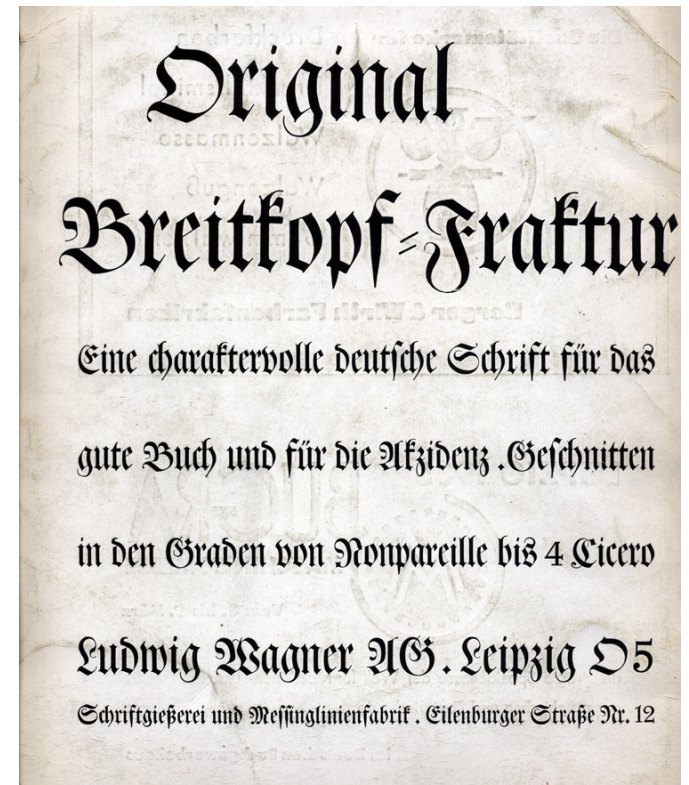 Original
Breitkopf-Fraktur
Eine charaktervolle deutsche Schrift für das
gute Buch und für die Akzidenz . Geschnitten
in den Graden von Nonpareille bis 4 Cicero
Ludwig Wagner AG. Leipzig O5
Schriftgießerei und Messinglinienfabrik . Eilenburger Straße Nr. 12